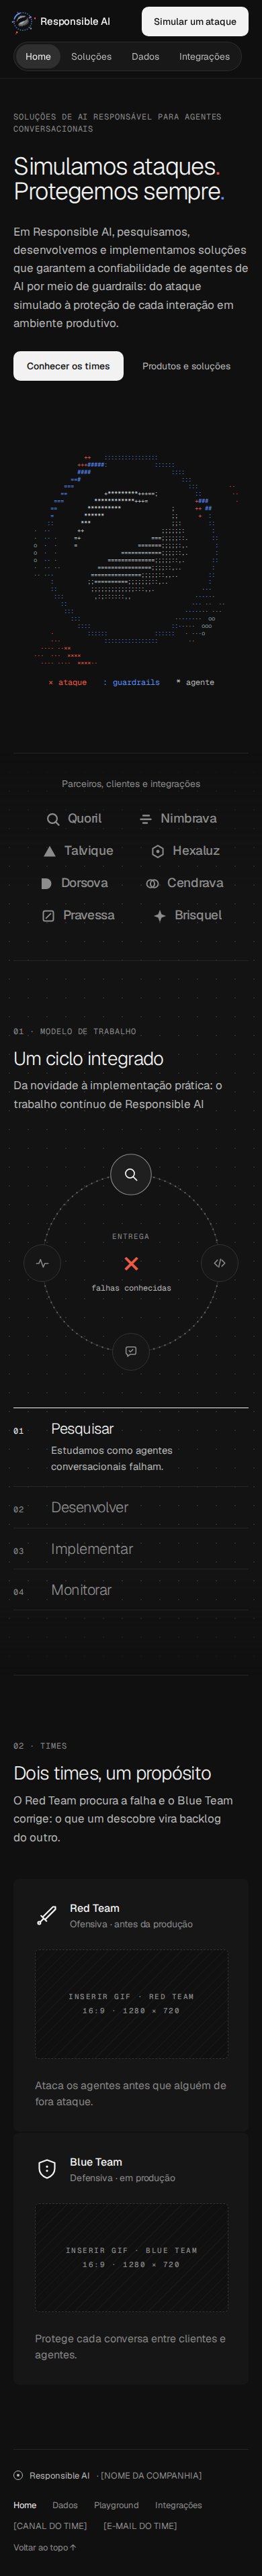 Responsible AI
Simular um ataque
Home Soluções Dados Integrações
SOLUÇÕES DE AI RESPONSÁVEL PARA AGENTES
CONVERSACIONAIS
Simulamos ataques.
Protegemos sempre.
Em Responsible AI, pesquisamos,
desenvolvemos e implementamos soluções
que garantem a confiabilidade de agentes de
AI por meio de guardrails: do ataque
simulado à proteção de cada interação em
ambiente produtivo.
Conhecer os times
Produtos e soluções
× ataque : guardrails * agente
Parceiros, clientes e integrações
Quoril Nimbrava
Talvique Hexaluz
Dorsova Cendrava
Pravessa Brisquel
01 · MODELO DE TRABALHO
Um ciclo integrado
Da novidade à implementação prática: o
trabalho contínuo de Responsible AI
ENTREGA
falhas conhecidas
01 Pesquisar
Estudamos como agentes
conversacionais falham.
02 Desenvolver
03 Implementar
04 Monitorar
02 · TIMES
Dois times, um propósito
O Red Team procura a falha e o Blue Team
corrige: o que um descobre vira backlog
do outro.
Red Team
Ofensiva · antes da produção
INSERIR GIF · RED TEAM
16:9 · 1280 × 720
Ataca os agentes antes que alguém de
fora ataque.
Blue Team
Defensiva · em produção
INSERIR GIF · BLUE TEAM
16:9 · 1280 × 720
Protege cada conversa entre clientes e
agentes.
Responsible AI · [NOME DA COMPANHIA]
Home Dados Playground Integrações
[CANAL DO TIME] [E-MAIL DO TIME]
Voltar ao topo ↑